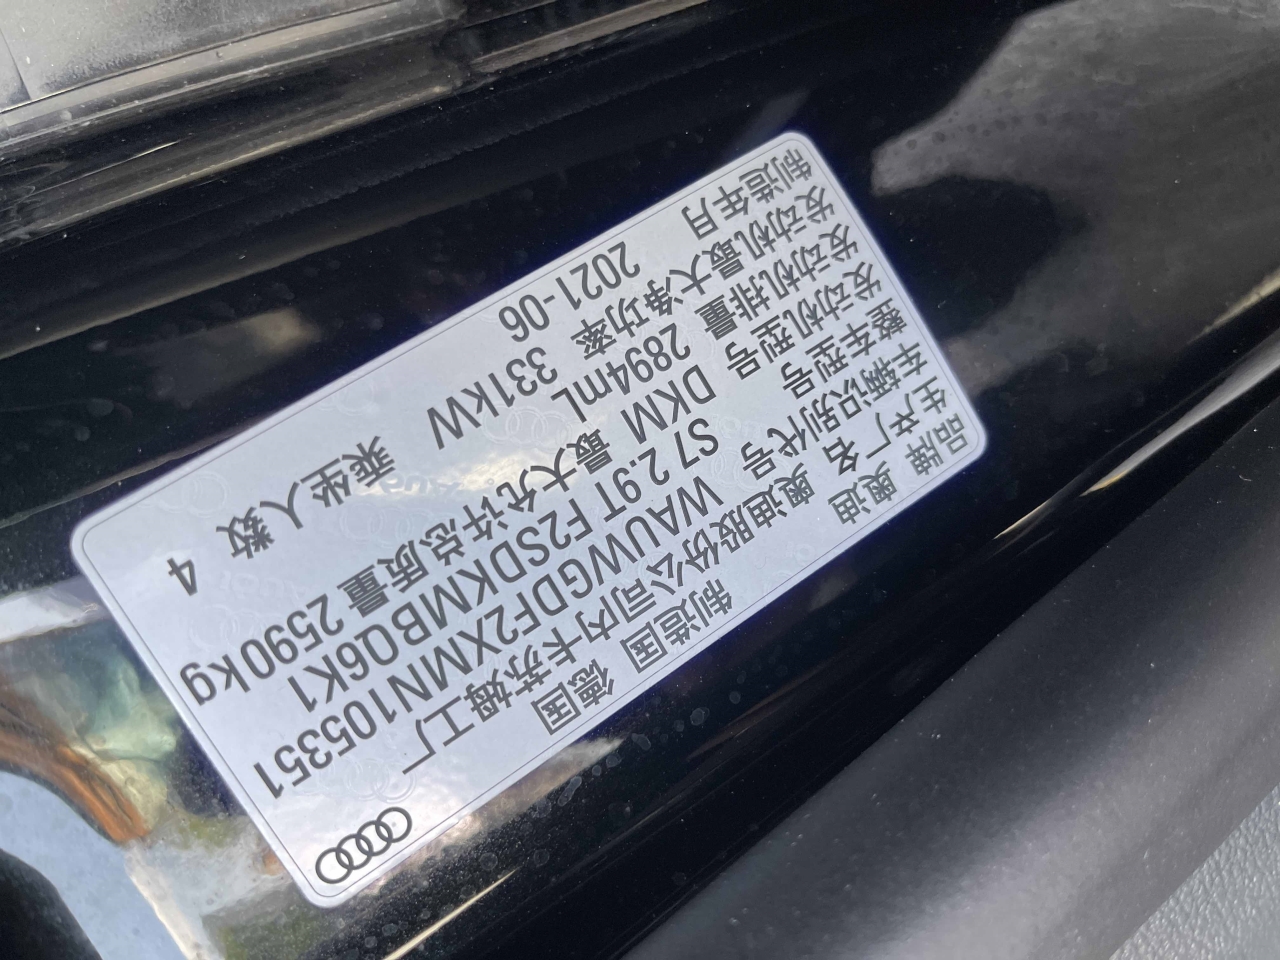 品牌 奥迪 制造国 德国
生产厂名 奥迪股份公司内卡苏姆工厂
车辆识别代号 WAUWGDF2XMN105351
整车型号 S7 2.9T F2SDKMBQ6K1
发动机型号 DKM 最大允许总质量 2590kg
发动机排量 2894mL
发动机最大净功率 331kW 乘坐人数 4
制造年月 2021-06